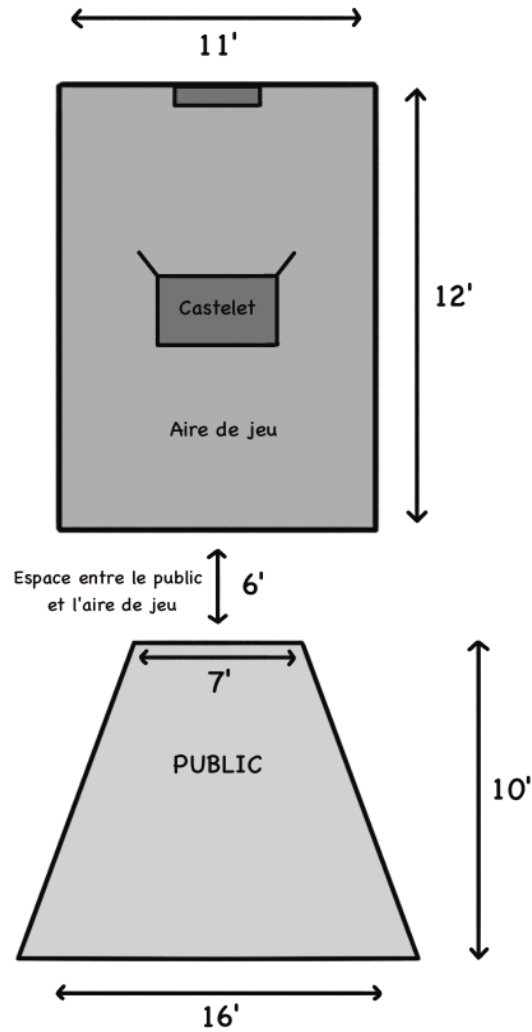 11'
Castelet
12'
Aire de jeu
Espace entre le public
et l'aire de jeu
6'
7'
PUBLIC
10'
16'